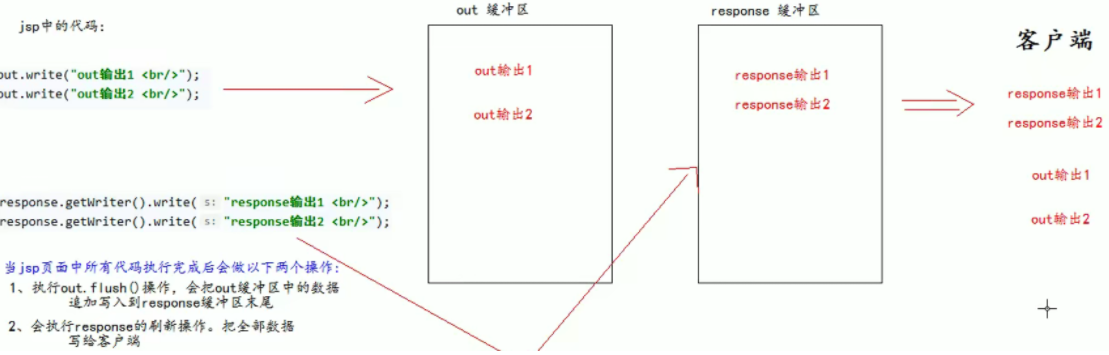 jsp中的代码:
out.write("out输出1 <br/>");
out.write("out输出2 <br/>");
response.getWriter().write( s: "response输出1 <br/>");
response.getWriter().write( s: "response输出2 <br/>");
当jsp页面中所有代码执行完成后会做以下两个操作:
1、执行out.flush()操作，会把out缓冲区中的数据
追加写入到response缓冲区末尾
2、会执行response的刷新操作。把全部数据
写给客户端
out 缓冲区
out输出1
out输出2
response 缓冲区
response输出1
response输出2
客户端
response输出1
response输出2
out输出1
out输出2